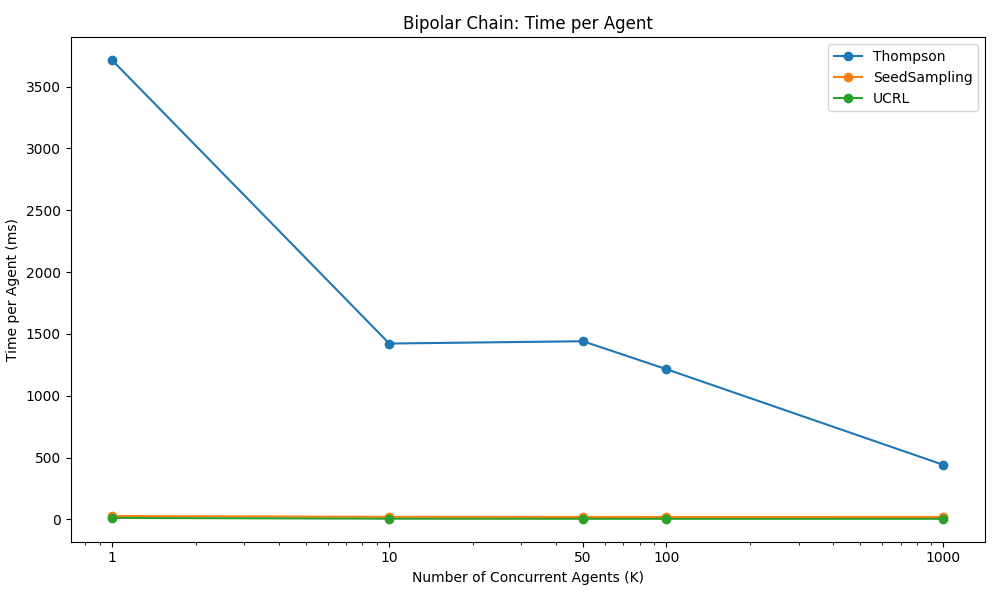 Bipolar Chain: Time per Agent
Thompson
SeedSampling
UCRL
Time per Agent (ms)
3500
3000
2500
2000
1500
1000
500
0
1
10
50
100
1000
Number of Concurrent Agents (K)